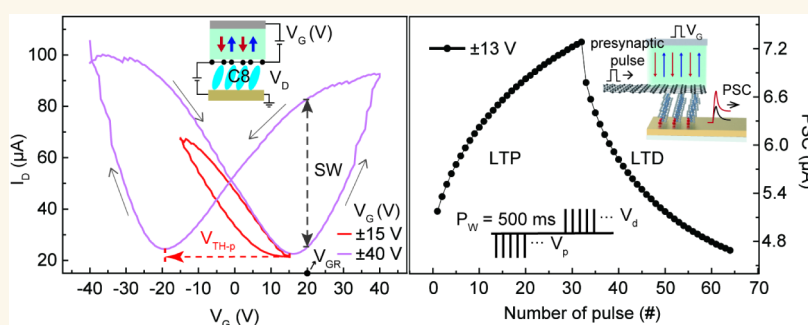 V_G (V)
C8
V_D
I_D (μA)
100
80
60
40
20
SW
V_TH-p
V_G (V)
±15 V
±40 V
V_GR
-40 -30 -20 -10 0 10 20 30 40
V_G (V)
±13 V
V_G
presynaptic
pulse
PSC
7.2
6.6
6.0
5.4
4.8
PSC (μA)
LTP
LTD
P_W = 500 ms
··· V_d
··· V_p
0 10 20 30 40 50 60 70
Number of pulse (#)